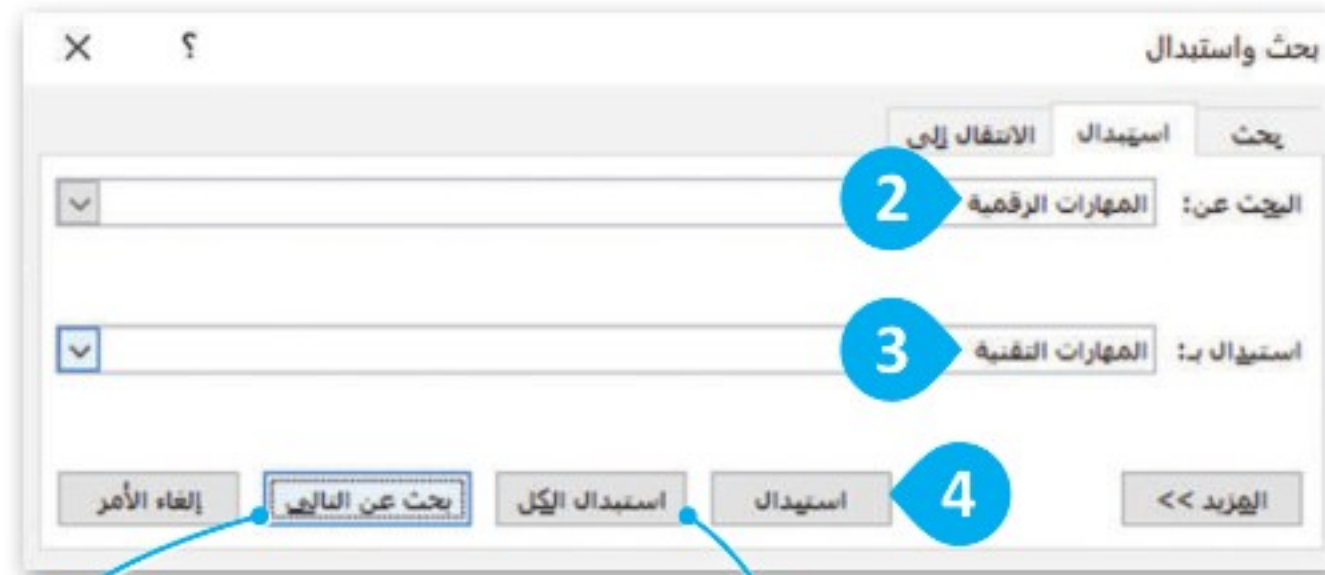 بحث واستبدال ؟ ×
بحث استبدال الانتقال إلى
البحث عن: المهارات الرقمية 2
استبدال بـ: المهارات التقنية 3
المزيد >> 4 استبدال استبدال الكل بحث عن التالي إلغاء الأمر